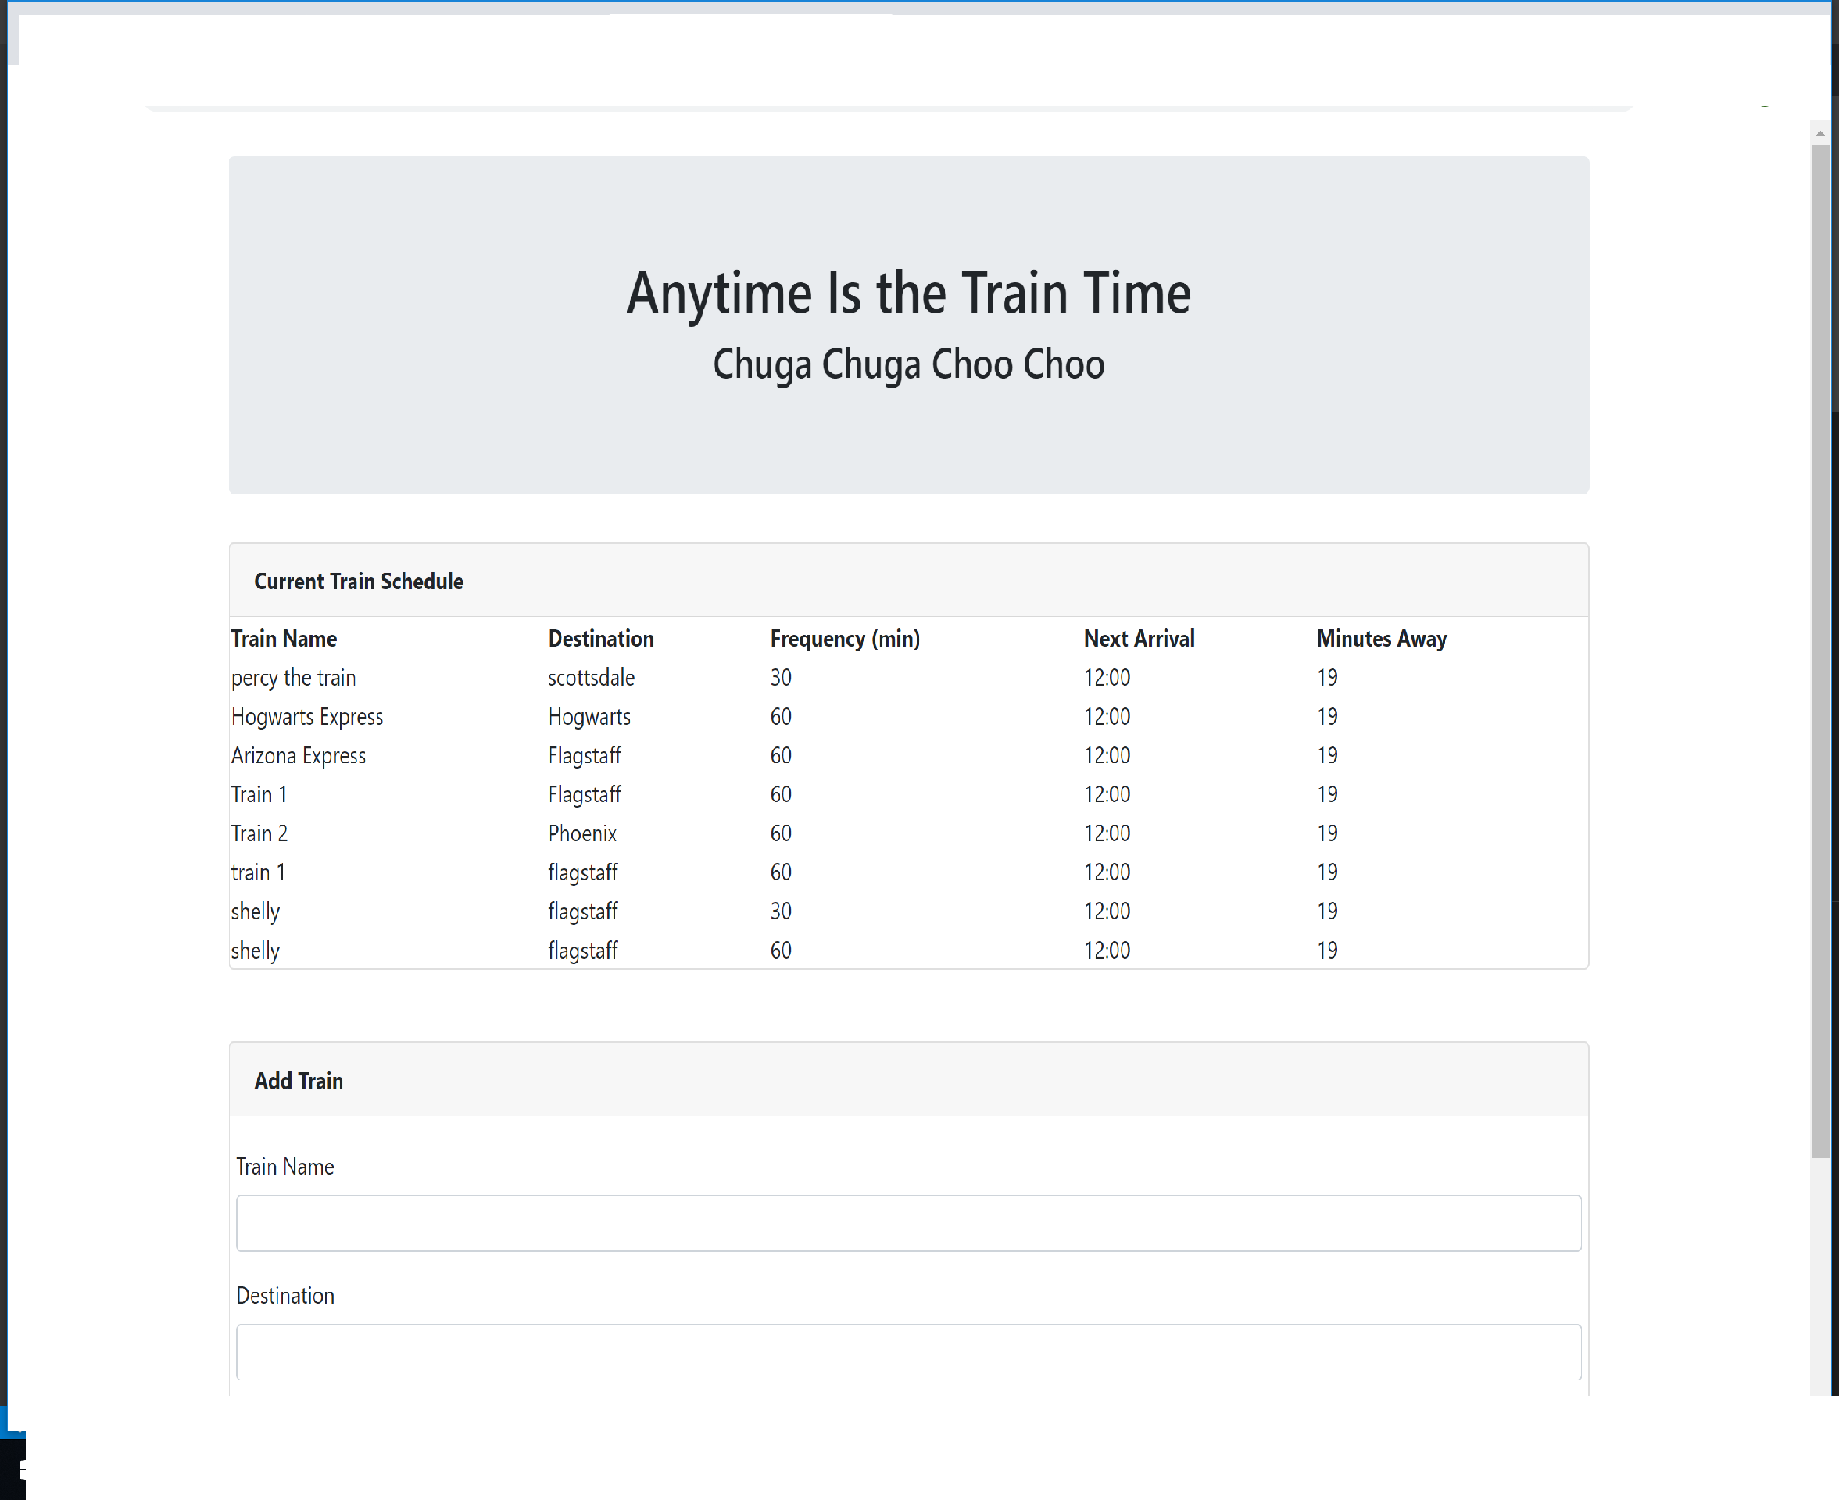 Anytime Is the Train Time
Chuga Chuga Choo Choo
Current Train Schedule
Train Name Destination Frequency (min) Next Arrival Minutes Away
percy the train scottsdale 30 12:00 19
Hogwarts Express Hogwarts 60 12:00 19
Arizona Express Flagstaff 60 12:00 19
Train 1 Flagstaff 60 12:00 19
Train 2 Phoenix 60 12:00 19
train 1 flagstaff 60 12:00 19
shelly flagstaff 30 12:00 19
shelly flagstaff 60 12:00 19
Add Train
Train Name
Destination